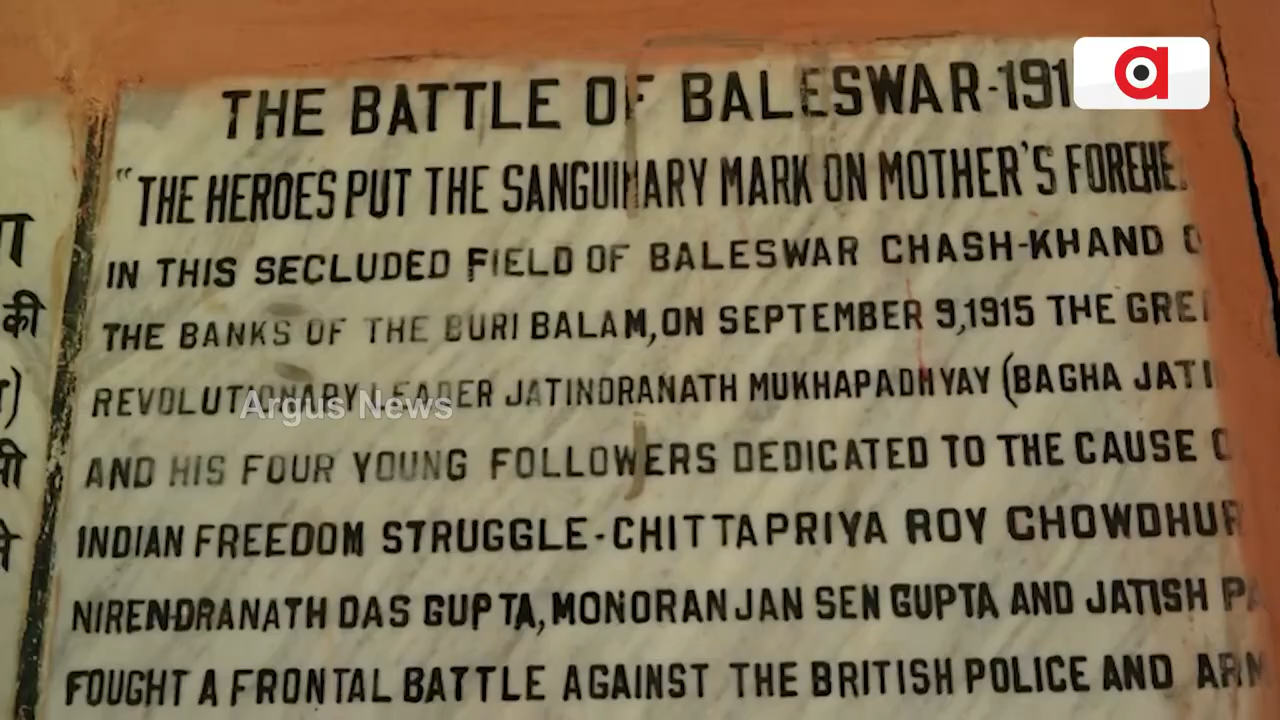 THE BATTLE OF BALESWAR-191
"THE HEROES PUT THE SANGUINARY MARK ON MOTHER'S FOREHE
IN THIS SECLUDED FIELD OF BALESWAR CHASH-KHAND
THE BANKS OF THE BURI BALAM, ON SEPTEMBER 9,1915 THE GRE
REVOLUTIONARY LEADER JATINDRANATH MUKHAPADHYAY (BAGHA JATI
AND HIS FOUR YOUNG FOLLOWERS DEDICATED TO THE CAUSE
INDIAN FREEDOM STRUGGLE-CHITTAPRIYA ROY CHOWDHUR
NIRENDRANATH DAS GUPTA, MONORANJAN SEN GUPTA AND JATISH P
FOUGHT A FRONTAL BATTLE AGAINST THE BRITISH POLICE AND ARM
की
Argus News
a